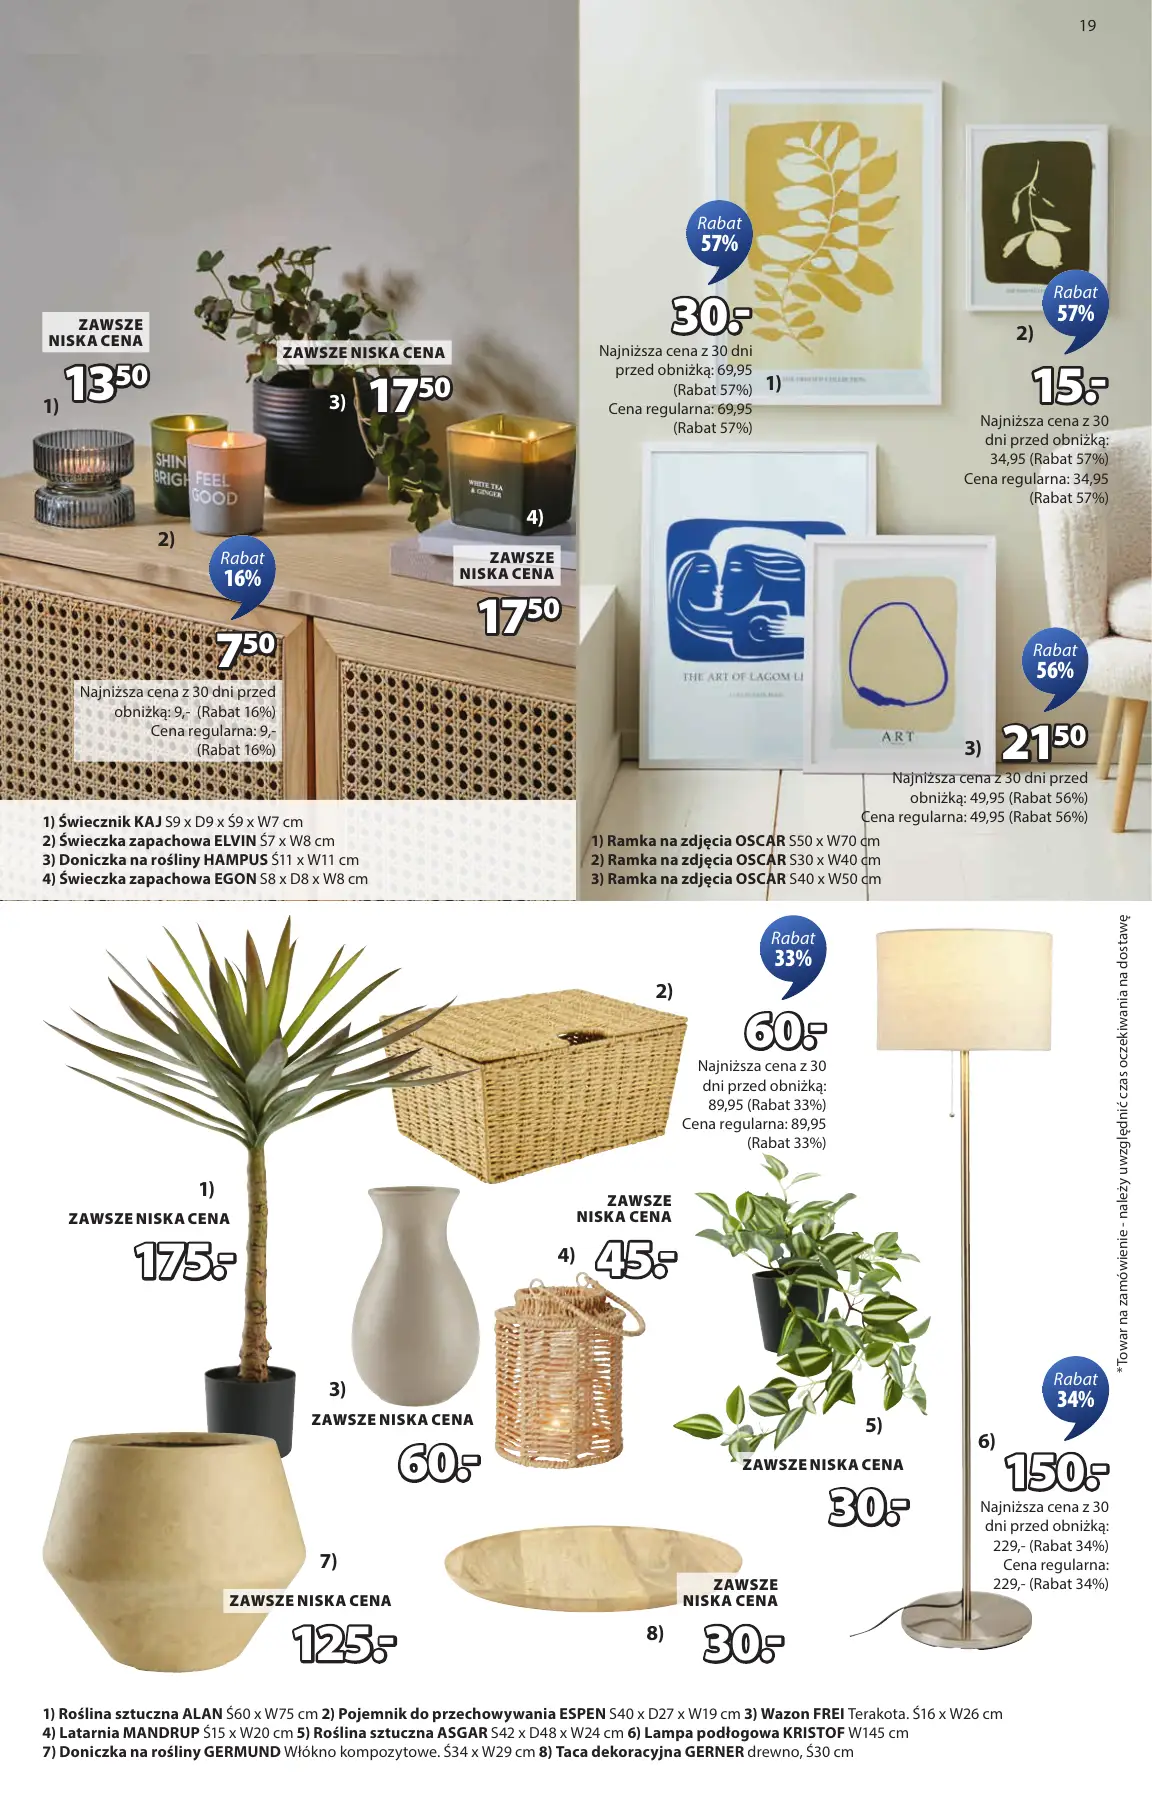 19
ZAWSZE
NISKA CENA
13 50
1)
ZAWSZE NISKA CENA
3)
17 50
SHIN
BRIGH
FEEL
GOOD
WHITE TEA
& GINGER
4)
2)
Rabat
16%
7 50
Najniższa cena z 30 dni przed
obniżką: 9,- (Rabat 16%)
Cena regularna: 9,-
(Rabat 16%)
ZAWSZE
NISKA CENA
17 50
1) Świecznik KAJ S9 x D9 x Ś9 x W7 cm
2) Świeczka zapachowa ELVIN Ś7 x W8 cm
3) Doniczka na rośliny HAMPUS Ś11 x W11 cm
4) Świeczka zapachowa EGON S8 x D8 x W8 cm
Rabat
57%
30.-
Najniższa cena z 30 dni
przed obniżką: 69,95
(Rabat 57%)
Cena regularna: 69,95
(Rabat 57%)
1)
2)
Rabat
57%
15.-
Najniższa cena z 30
dni przed obniżką:
34,95 (Rabat 57%)
Cena regularna: 34,95
(Rabat 57%)
THE ART OF LAGOM-LI
ART
Rabat
56%
3)
21 50
Najniższa cena z 30 dni przed
obniżką: 49,95 (Rabat 56%)
Cena regularna: 49,95 (Rabat 56%)
1) Ramka na zdjęcia OSCAR S50 x W70 cm
2) Ramka na zdjęcia OSCAR S30 x W40 cm
3) Ramka na zdjęcia OSCAR S40 x W50 cm
1)
ZAWSZE NISKA CENA
175.-
2)
Rabat
33%
60.-
Najniższa cena z 30
dni przed obniżką:
89,95 (Rabat 33%)
Cena regularna: 89,95
(Rabat 33%)
3)
ZAWSZE NISKA CENA
60.-
ZAWSZE
NISKA CENA
4)
45.-
5)
ZAWSZE NISKA CENA
30.-
*Towar na zamówienie - należy uwzględnić czas oczekiwania na dostawę
Rabat
34%
6)
150.-
Najniższa cena z 30
dni przed obniżką:
229,- (Rabat 34%)
Cena regularna:
229,- (Rabat 34%)
7)
ZAWSZE NISKA CENA
125.-
ZAWSZE
NISKA CENA
8)
30.-
1) Roślina sztuczna ALAN Ś60 x W75 cm 2) Pojemnik do przechowywania ESPEN S40 x D27 x W19 cm 3) Wazon FREI Terakota. Ś16 x W26 cm
4) Latarnia MANDRUP Ś15 x W20 cm 5) Roślina sztuczna ASGAR S42 x D48 x W24 cm 6) Lampa podłogowa KRISTOF W145 cm
7) Doniczka na rośliny GERMUND Włókno kompozytowe. Ś34 x W29 cm 8) Taca dekoracyjna GERNER drewno, Ś30 cm